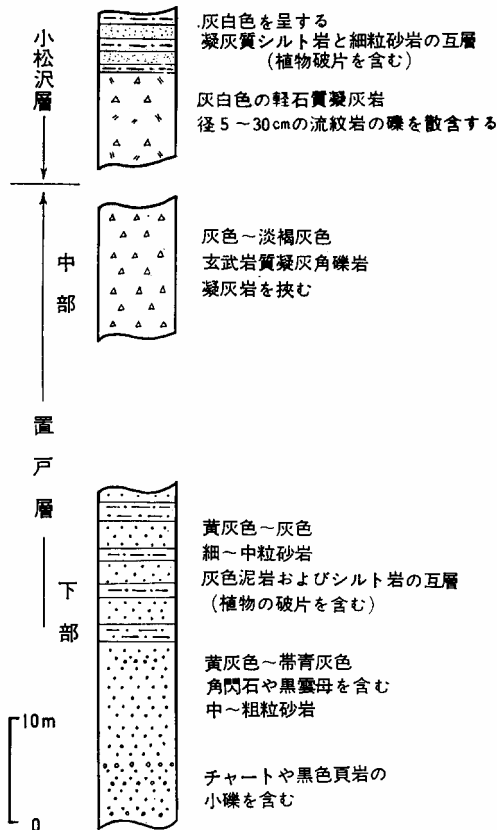 小松沢層
灰白色を呈する
凝灰質シルト岩と細粒砂岩の互層
(植物破片を含む)
灰白色の軽石質凝灰岩
径5~30cmの流紋岩の礫を散含する
置戸層
中部
灰色~淡褐灰色
玄武岩質凝灰角礫岩
凝灰岩を挟む
下部
黄灰色~灰色
細~中粒砂岩
灰色泥岩およびシルト岩の互層
(植物の破片を含む)
黄灰色~帯青灰色
角閃石や黒雲母を含む
中~粗粒砂岩
チャートや黒色頁岩の
小礫を含む
10m
0